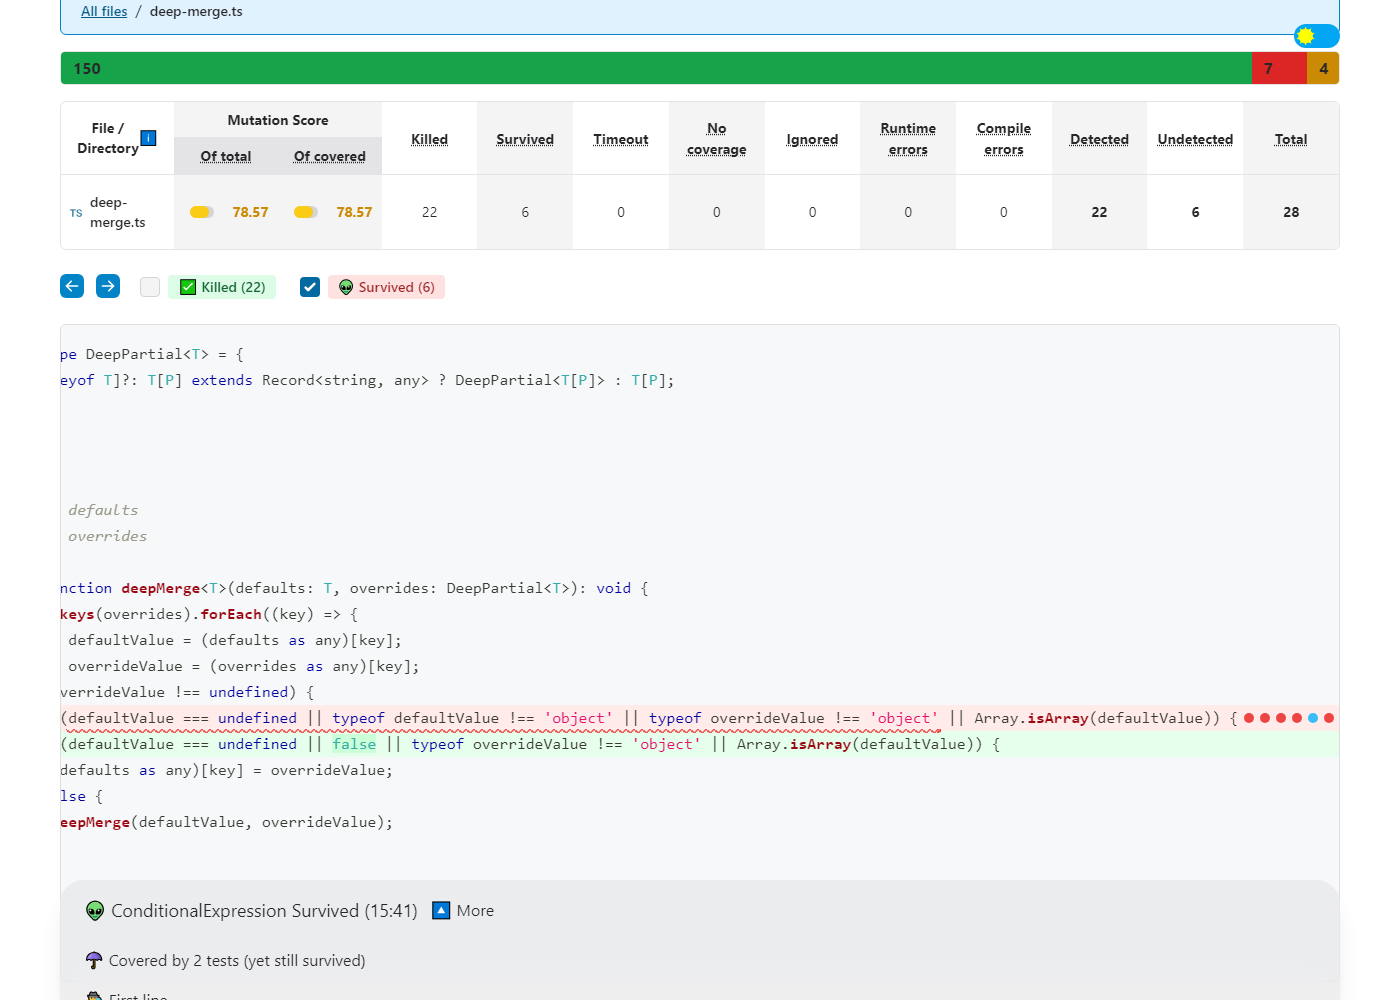 All files / deep-merge.ts
150 7 4
File / Directory i Mutation Score Killed Survived Timeout No coverage Ignored Runtime errors Compile errors Detected Undetected Total
Of total Of covered
TS deep-merge.ts 78.57 78.57 22 6 0 0 0 0 0 22 6 28
Killed (22) Survived (6)
pe DeepPartial<T> = {
eyof T]?: T[P] extends Record<string, any> ? DeepPartial<T[P]> : T[P];
defaults
overrides
nction deepMerge<T>(defaults: T, overrides: DeepPartial<T>): void {
keys(overrides).forEach((key) => {
defaultValue = (defaults as any)[key];
overrideValue = (overrides as any)[key];
verrideValue !== undefined) {
(defaultValue === undefined || typeof defaultValue !== 'object' || typeof overrideValue !== 'object' || Array.isArray(defaultValue)) {
(defaultValue === undefined || false || typeof overrideValue !== 'object' || Array.isArray(defaultValue)) {
defaults as any)[key] = overrideValue;
lse {
eepMerge(defaultValue, overrideValue);
ConditionalExpression Survived (15:41) More
Covered by 2 tests (yet still survived)
First line